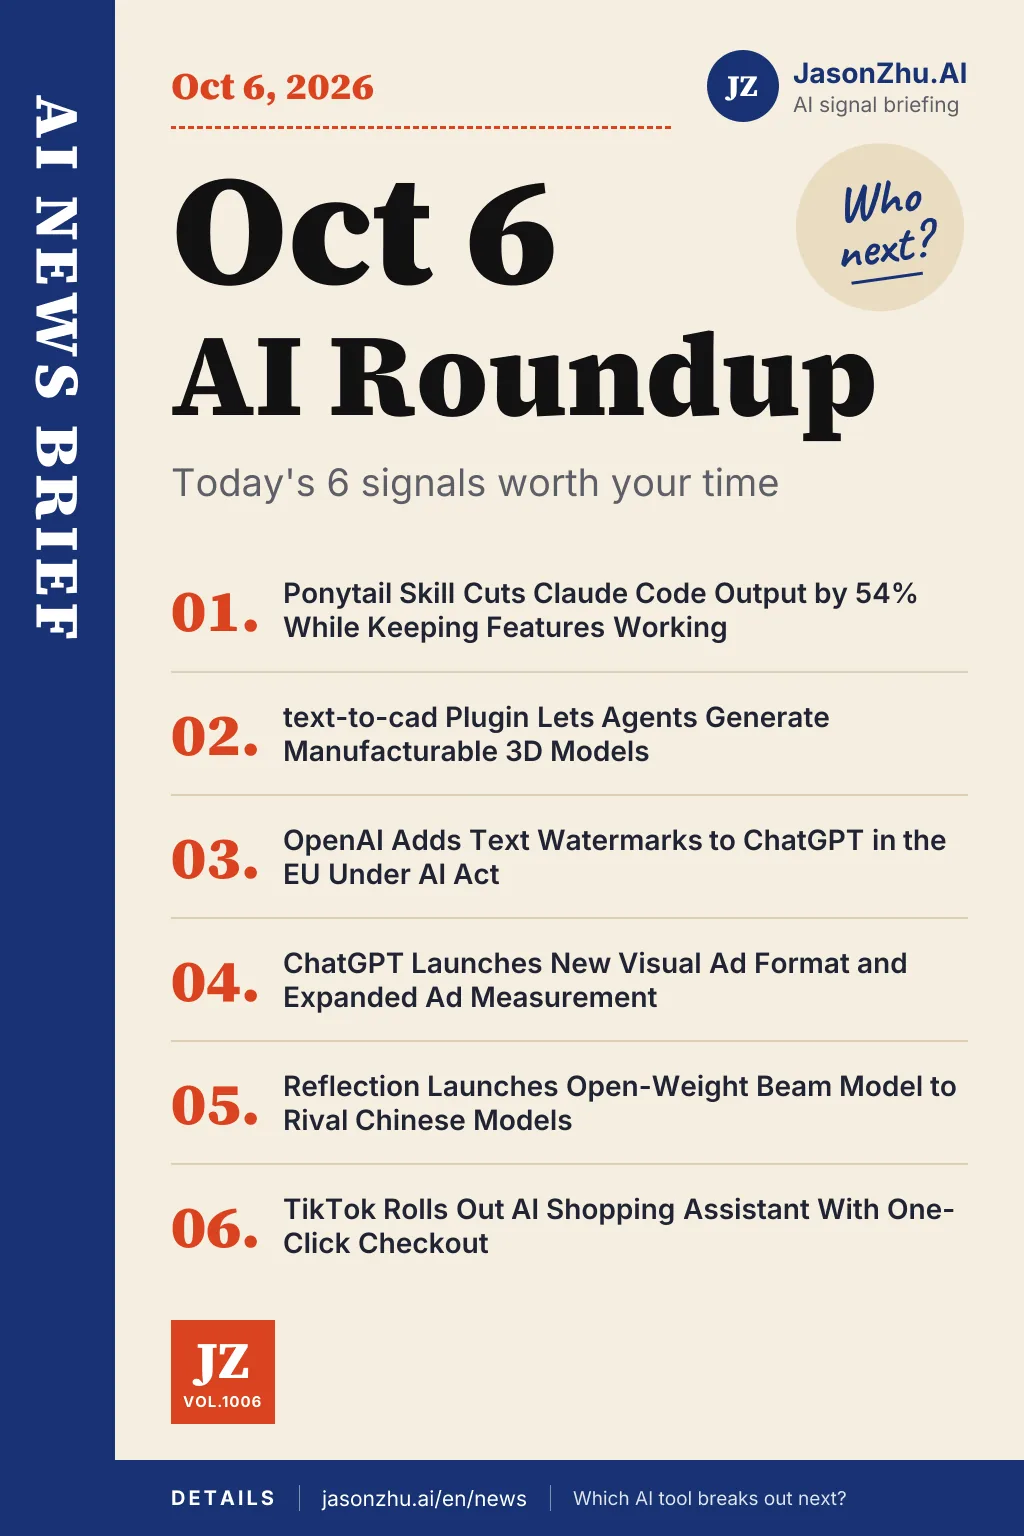 AI NEWS BRIEF
Oct 6, 2026
JZ
JasonZhu.AI
AI signal briefing
Who
next?
Oct 6
AI Roundup
Today's 6 signals worth your time
01.
Ponytail Skill Cuts Claude Code Output by 54%
While Keeping Features Working
02.
text-to-cad Plugin Lets Agents Generate
Manufacturable 3D Models
03.
OpenAI Adds Text Watermarks to ChatGPT in the
EU Under AI Act
04.
ChatGPT Launches New Visual Ad Format and
Expanded Ad Measurement
05.
Reflection Launches Open-Weight Beam Model to
Rival Chinese Models
06.
TikTok Rolls Out AI Shopping Assistant With One-
Click Checkout
JZ
VOL.1006
DETAILS
jasonzhu.ai/en/news
Which AI tool breaks out next?